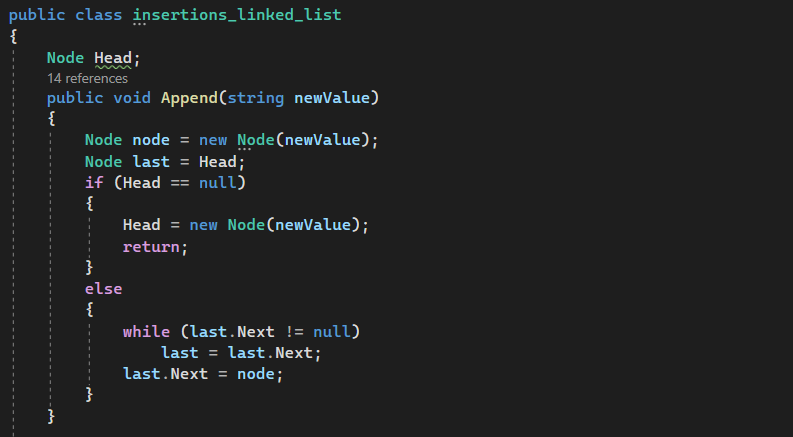 public class insertions_linked_list
{
Node Head;
14 references
public void Append(string newValue)
{
Node node = new Node(newValue);
Node last = Head;
if (Head == null)
{
Head = new Node(newValue);
return;
}
else
{
while (last.Next != null)
last = last.Next;
last.Next = node;
}
}